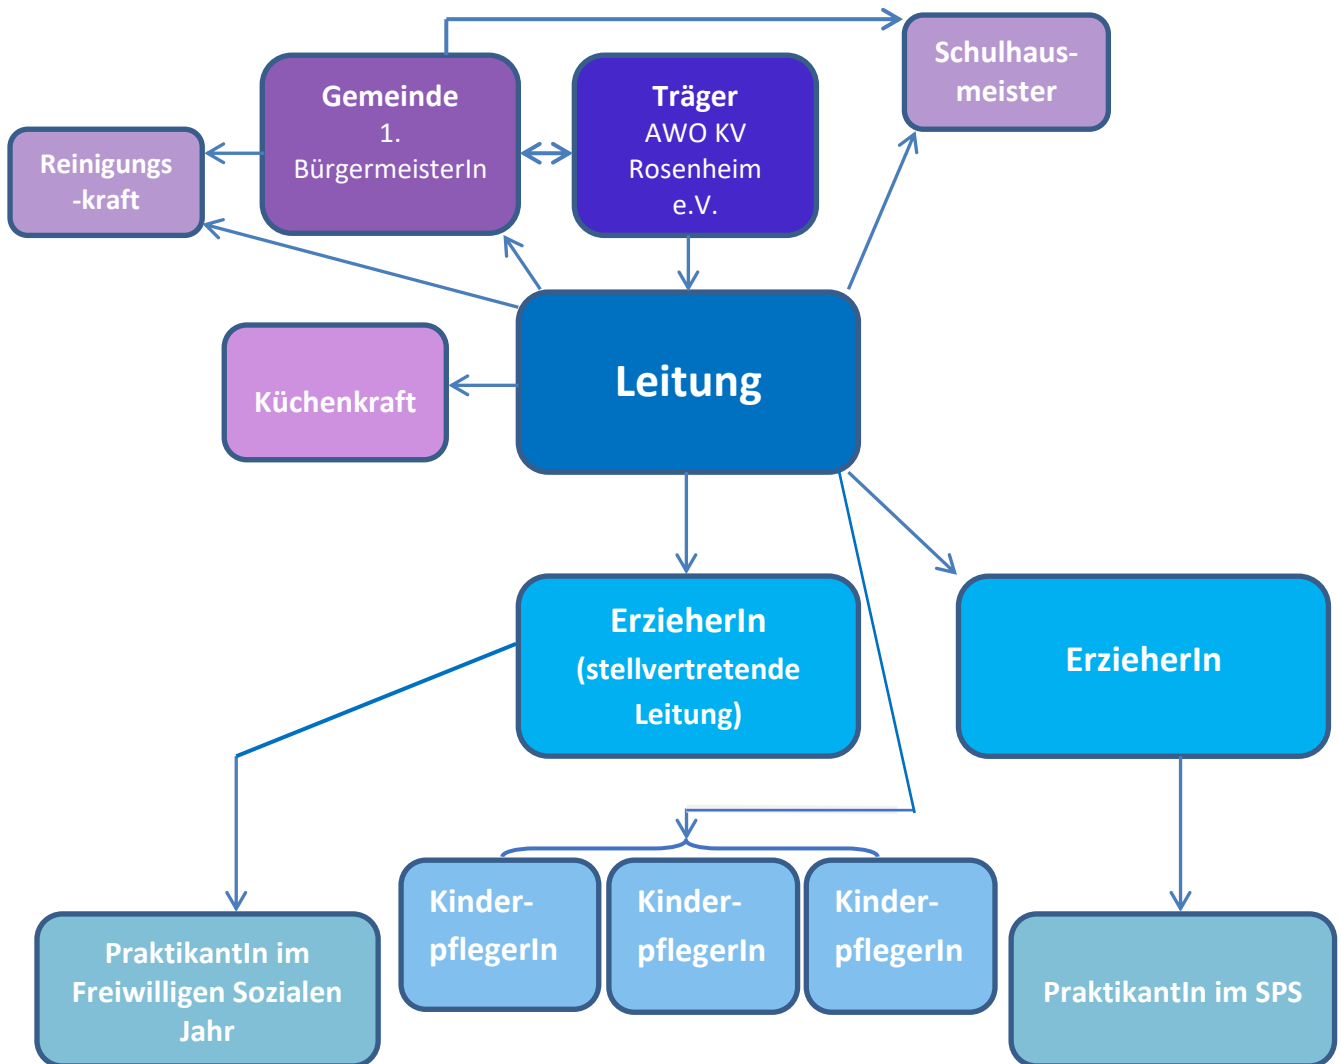 Schulhaus-
meister
Gemeinde
1.
BürgermeisterIn
Träger
AWO KV
Rosenheim
e.V.
Reinigungs
-kraft
Leitung
Küchenkraft
ErzieherIn
(stellvertretende
Leitung)
ErzieherIn
Kinder-
pflegerIn
Kinder-
pflegerIn
Kinder-
pflegerIn
PraktikantIn im
Freiwilligen Sozialen
Jahr
PraktikantIn im SPS